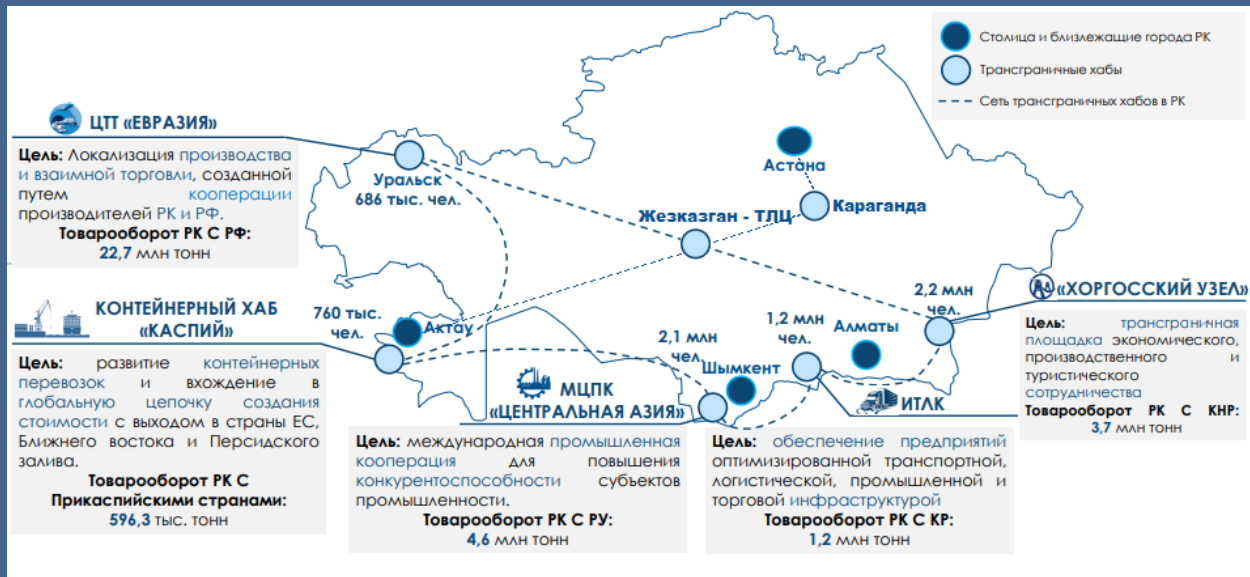 Столица и близлежащие города РК
Трансграничные хабы
Сеть трансграничных хабов в РК
ЦТТ «ЕВРАЗИЯ»
Цель: Локализация производства
и взаимной торговли, созданной
путем кооперации
производителей РК и РФ.
Товарооборот РК С РФ:
22,7 млн тонн
Уральск
686 тыс. чел.
Астана
Караганда
Жезказган - ТЛЦ
КОНТЕЙНЕРНЫЙ ХАБ
«КАСПИЙ»
760 тыс.
чел.
Актау
Цель: развитие контейнерных
перевозок и вхождение в
глобальную цепочку создания
стоимости с выходом в страны ЕС,
Ближнего востока и Персидского
залива.
Товарооборот РК С
Прикаспийскими странами:
596,3 тыс. тонн
МЦПК
«ЦЕНТРАЛЬНАЯ АЗИЯ»
2,1 млн
чел.
Шымкент
Цель: международная промышленная
кооперация для повышения
конкурентоспособности субъектов
промышленности.
Товарооборот РК С РУ:
4,6 млн тонн
1,2 млн
чел.
Алматы
ИТЛК
Цель: обеспечение предприятий
оптимизированной транспортной,
логистической, промышленной и
торговой инфраструктурой
Товарооборот РК С КР:
1,2 млн тонн
2,2 млн
чел.
«ХОРГОССКИЙ УЗЕЛ»
Цель: трансграничная
площадка экономического,
производственного и
туристического
сотрудничества
Товарооборот РК С КНР:
3,7 млн тонн